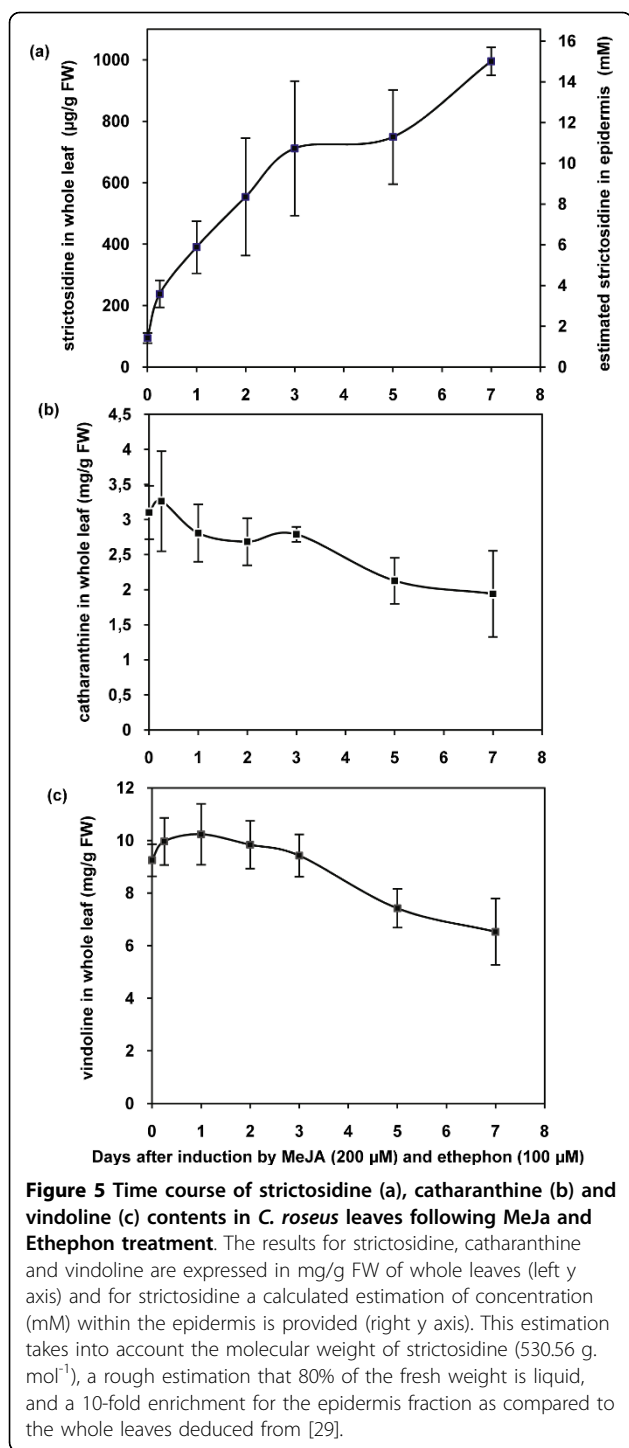 (a)
strictosidine in whole leaf (µg/g FW)
1000
800
600
400
200
0
estimated strictosidine in epidermis (mM)
16
14
12
10
8
6
4
2
0
0 1 2 3 4 5 6 7 8
(b)
catharanthine in whole leaf (mg/g FW)
4,5
4
3,5
3
2,5
2
1,5
1
0,5
0
0 1 2 3 4 5 6 7 8
(c)
vindoline in whole leaf (mg/g FW)
12
10
8
6
4
2
0
0 1 2 3 4 5 6 7 8
Days after induction by MeJA (200 µM) and ethephon (100 µM)
Figure 5 Time course of strictosidine (a), catharanthine (b) and
vindoline (c) contents in C. roseus leaves following MeJa and
Ethephon treatment. The results for strictosidine, catharanthine
and vindoline are expressed in mg/g FW of whole leaves (left y
axis) and for strictosidine a calculated estimation of concentration
(mM) within the epidermis is provided (right y axis). This estimation
takes into account the molecular weight of strictosidine (530.56 g.
mol⁻¹), a rough estimation that 80% of the fresh weight is liquid,
and a 10-fold enrichment for the epidermis fraction as compared to
the whole leaves deduced from [29].